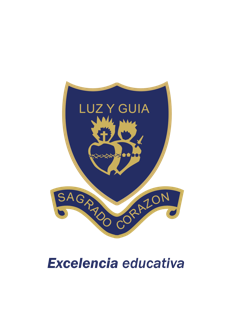 LUZ Y GUIA
SAGRADO CORAZON
Excelencia educativa